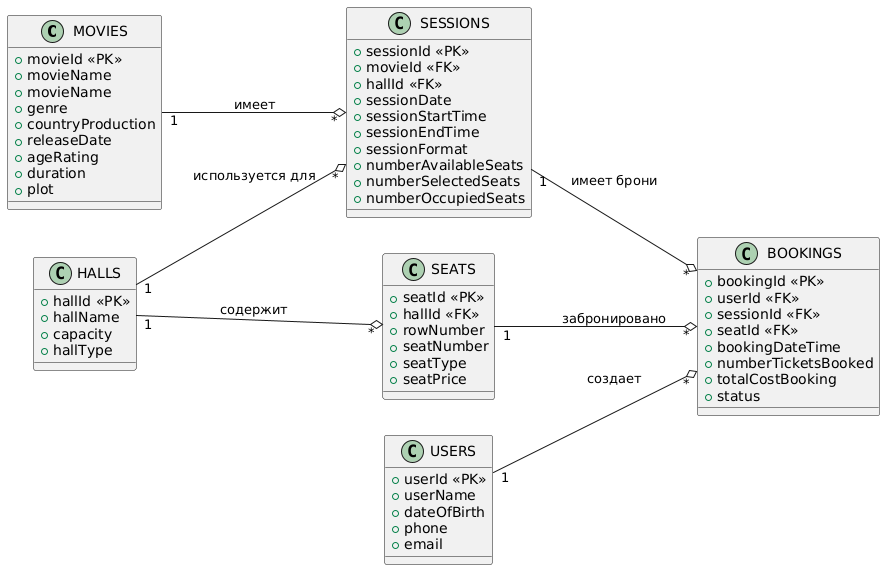 C MOVIES
movieId «PK»
movieName
movieName
genre
countryProduction
releaseDate
ageRating
duration
plot
C SESSIONS
sessionId «PK»
movieId «FK»
hallId «FK»
sessionDate
sessionStartTime
sessionEndTime
sessionFormat
numberAvailableSeats
numberSelectedSeats
numberOccupiedSeats
C HALLS
hallId «PK»
hallName
capacity
hallType
C SEATS
seatId «PK»
hallId «FK»
rowNumber
seatNumber
seatType
seatPrice
C BOOKINGS
bookingId «PK»
userId «FK»
sessionId «FK»
seatId «FK»
bookingDateTime
numberTicketsBooked
totalCostBooking
status
C USERS
userId «PK»
userName
dateOfBirth
phone
email
имеет
1
*
используется для
1
*
содержит
1
*
имеет брони
1
*
забронировано
1
*
создает
1
*